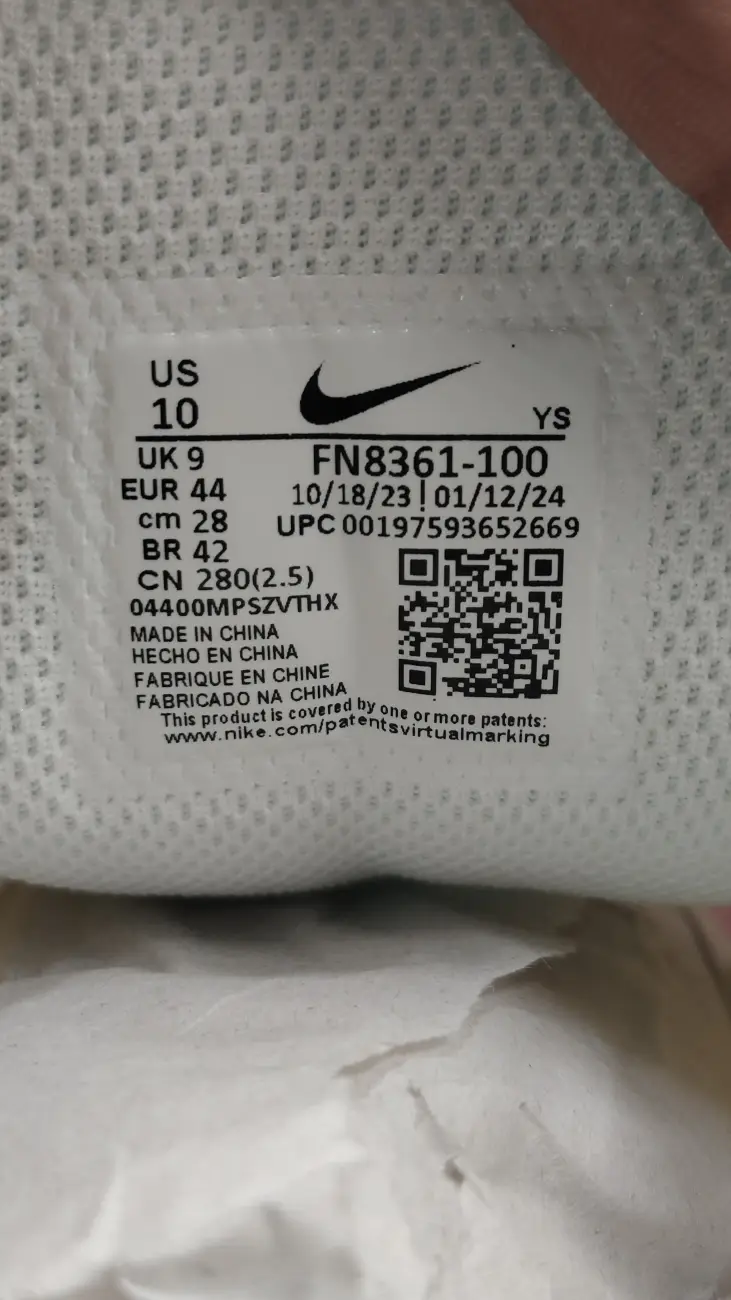 US
10
YS
UK 9
FN8361-100
EUR 44
10/18/23 | 01/12/24
cm 28
UPC 00197593652669
BR 42
CN 280(2.5)
04400MPSZVTHX
MADE IN CHINA
HECHO EN CHINA
FABRIQUE EN CHINE
FABRICADO NA CHINA
This product is covered by one or more patents:
www.nike.com/patentsvirtualmarking